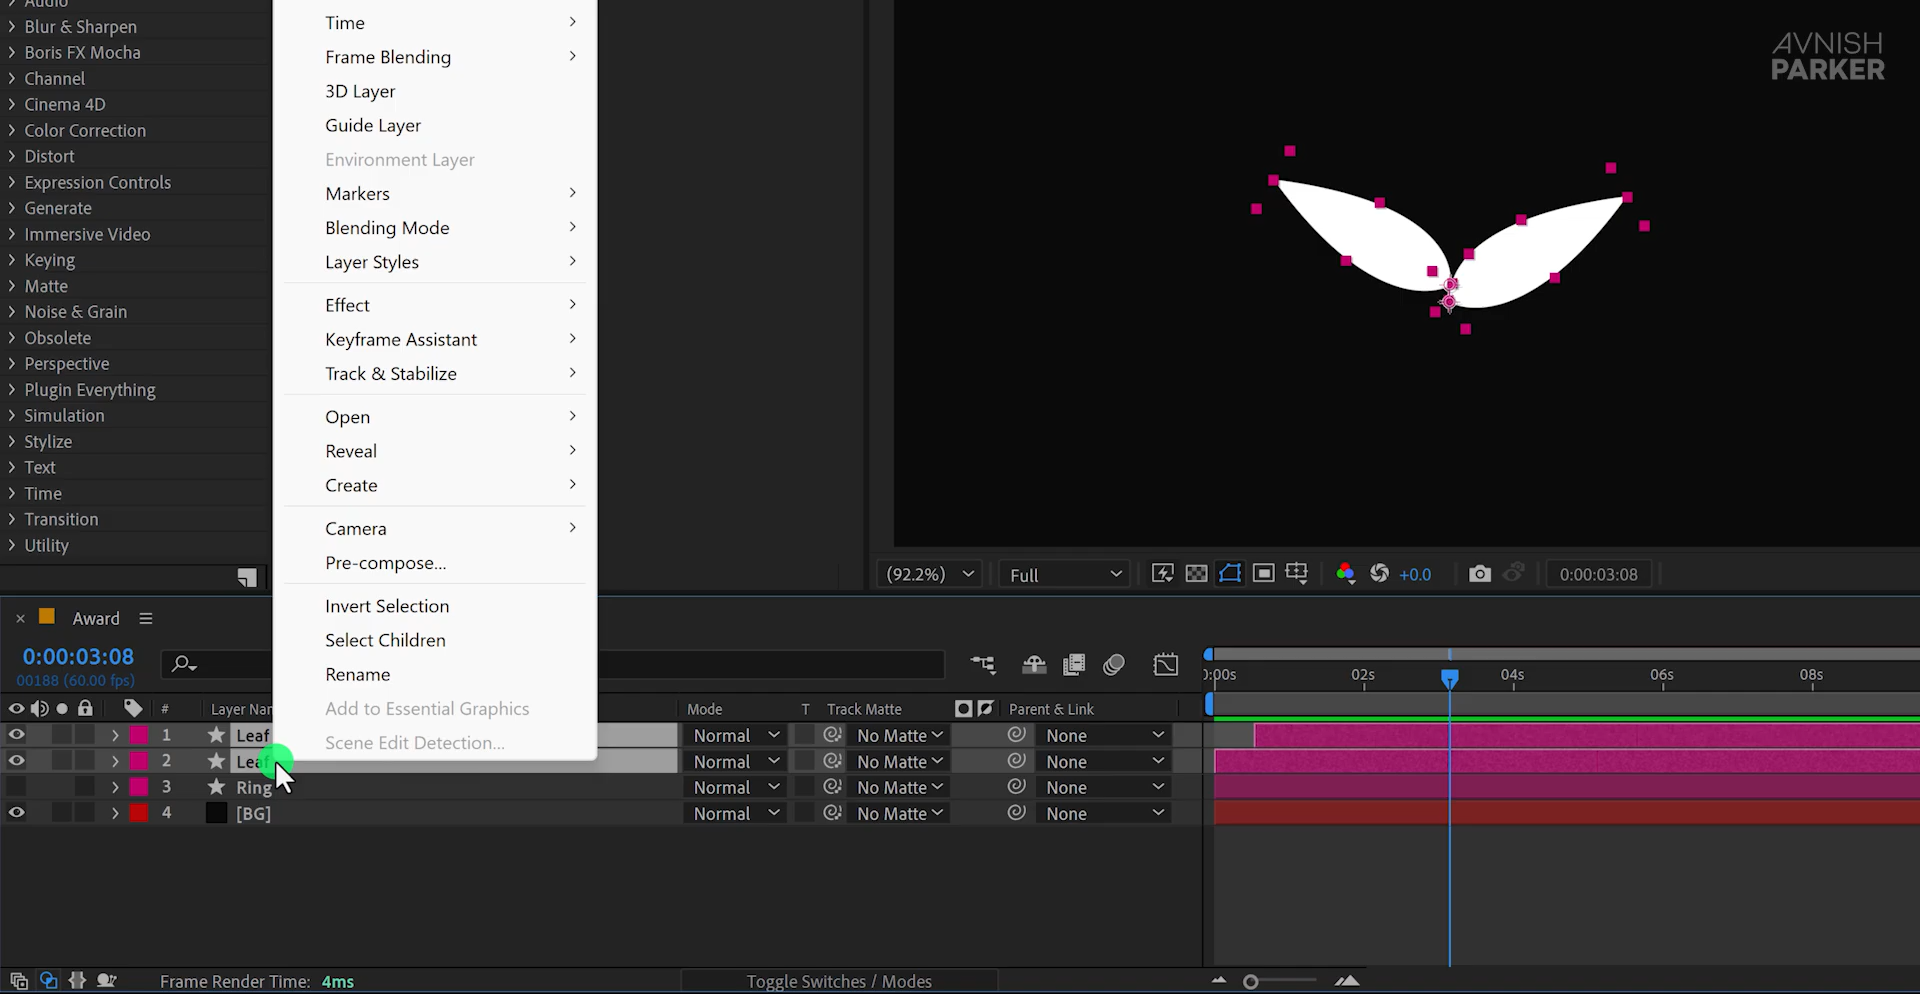 Audio
Blur & Sharpen
Boris FX Mocha
Channel
Cinema 4D
Color Correction
Distort
Expression Controls
Generate
Immersive Video
Keying
Matte
Noise & Grain
Obsolete
Perspective
Plugin Everything
Simulation
Stylize
Text
Time
Transition
Utility
Time
Frame Blending
3D Layer
Guide Layer
Environment Layer
Markers
Blending Mode
Layer Styles
Effect
Keyframe Assistant
Track & Stabilize
Open
Reveal
Create
Camera
Pre-compose...
Invert Selection
Select Children
Rename
Add to Essential Graphics
Scene Edit Detection...
AVNISH
PARKER
(92.2%) Full +0.0 0:00:03:08
Award
0:00:03:08
00188 (60.00 fps)
:00s 02s 04s 06s 08s
# Layer Nam Mode T Track Matte Parent & Link
1 Leaf Normal No Matte None
2 Leaf Normal No Matte None
3 Ring Normal No Matte None
4 [BG] Normal No Matte None
Frame Render Time: 4ms Toggle Switches / Modes